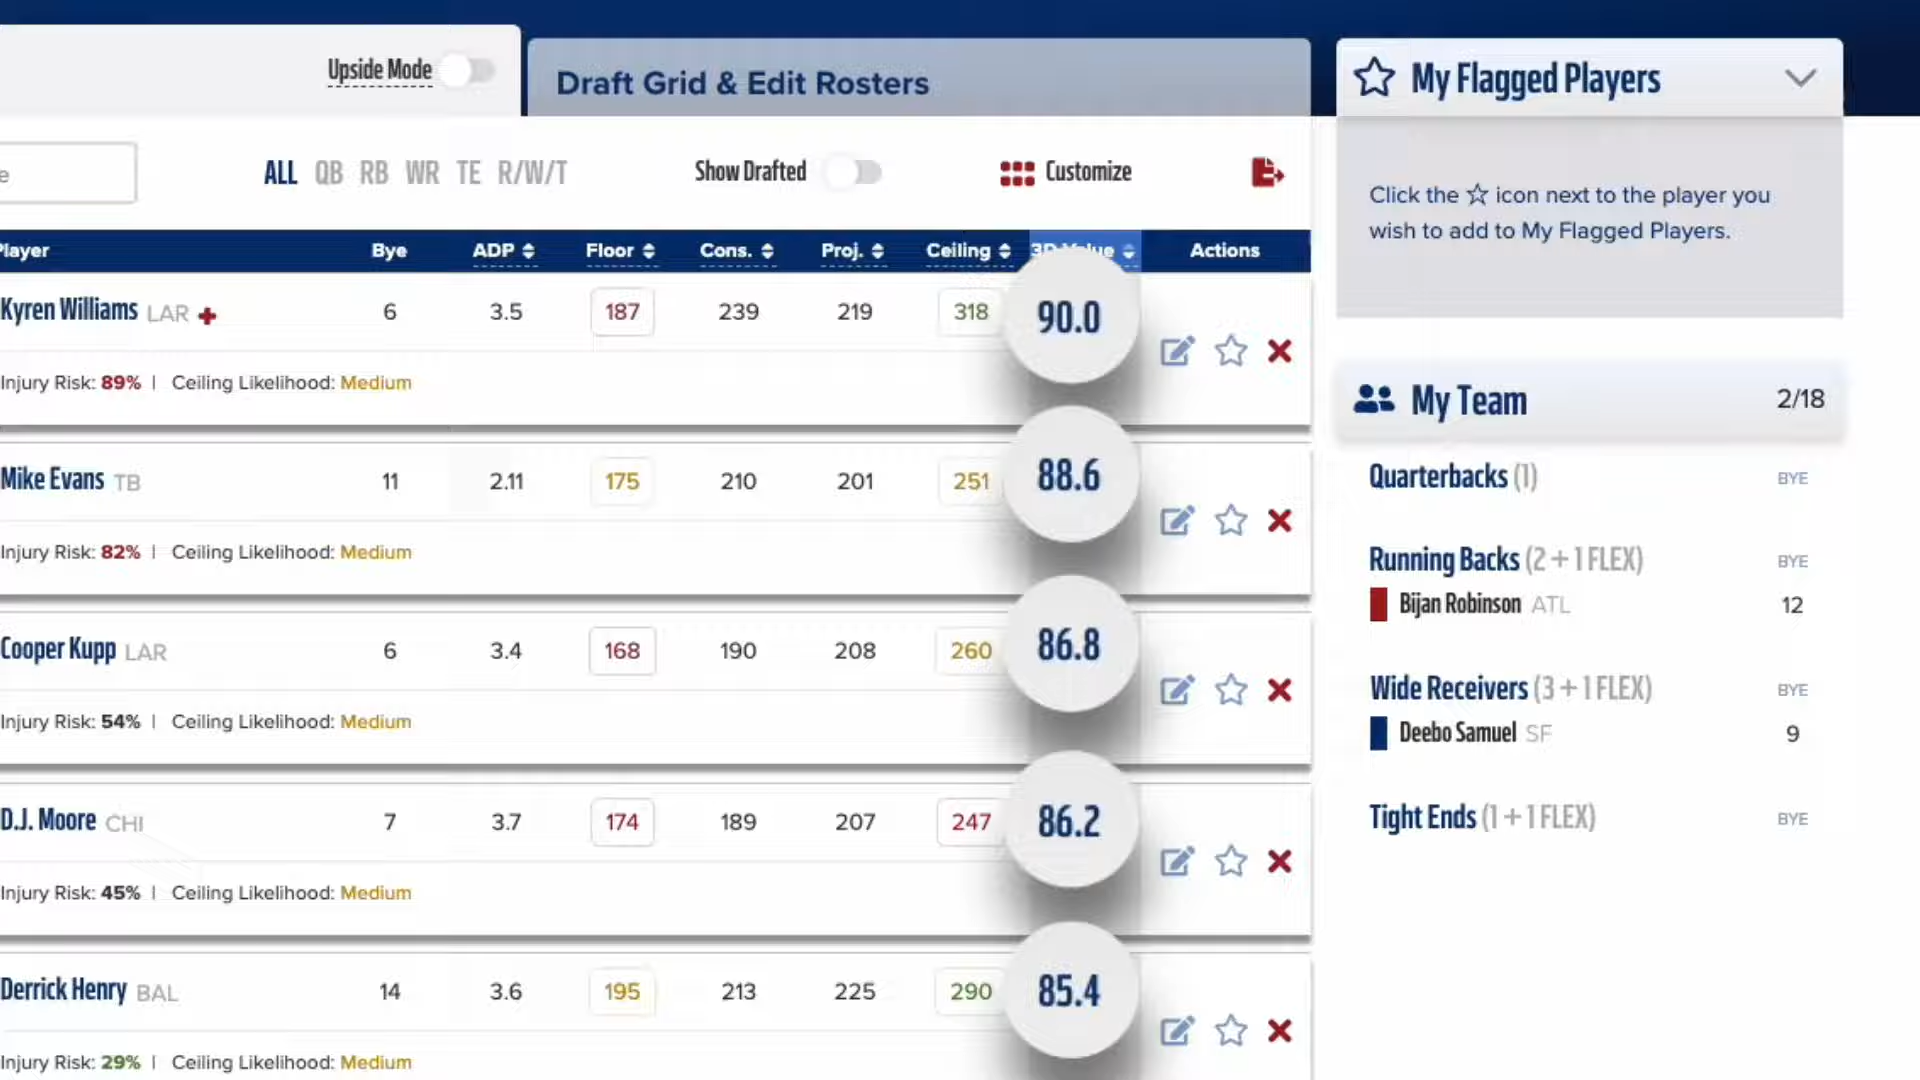 Upside Mode
Draft Grid & Edit Rosters
My Flagged Players
ALL QB RB WR TE R/W/T
Show Drafted
Customize
Click the icon next to the player you
wish to add to My Flagged Players.
Player Bye ADP Floor Cons. Proj. Ceiling 3D Value Actions
Kyren Williams LAR 6 3.5 187 239 219 318 90.0
Injury Risk: 89% | Ceiling Likelihood: Medium
Mike Evans TB 11 2.11 175 210 201 251 88.6
Injury Risk: 82% | Ceiling Likelihood: Medium
Cooper Kupp LAR 6 3.4 168 190 208 260 86.8
Injury Risk: 54% | Ceiling Likelihood: Medium
D.J. Moore CHI 7 3.7 174 189 207 247 86.2
Injury Risk: 45% | Ceiling Likelihood: Medium
Derrick Henry BAL 14 3.6 195 213 225 290 85.4
Injury Risk: 29% | Ceiling Likelihood: Medium
My Team 2/18
Quarterbacks (1) BYE
Running Backs (2 + 1 FLEX) BYE
Bijan Robinson ATL 12
Wide Receivers (3 + 1 FLEX) BYE
Deebo Samuel SF 9
Tight Ends (1 + 1 FLEX) BYE